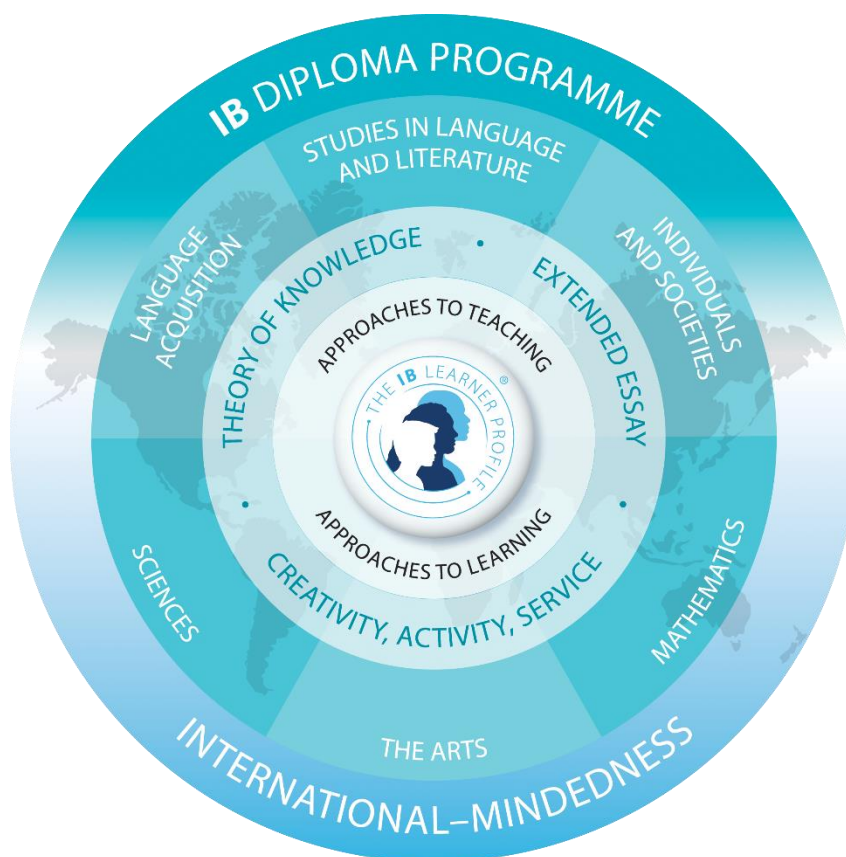 IB DIPLOMA PROGRAMME
STUDIES IN LANGUAGE
AND LITERATURE
LANGUAGE
ACQUISITION
INDIVIDUALS
AND SOCIETIES
THEORY OF KNOWLEDGE
•
EXTENDED ESSAY
•
APPROACHES TO TEACHING
THE IB LEARNER PROFILE
®
APPROACHES TO LEARNING
•
CREATIVITY, ACTIVITY, SERVICE
SCIENCES
MATHEMATICS
THE ARTS
INTERNATIONAL–MINDEDNESS